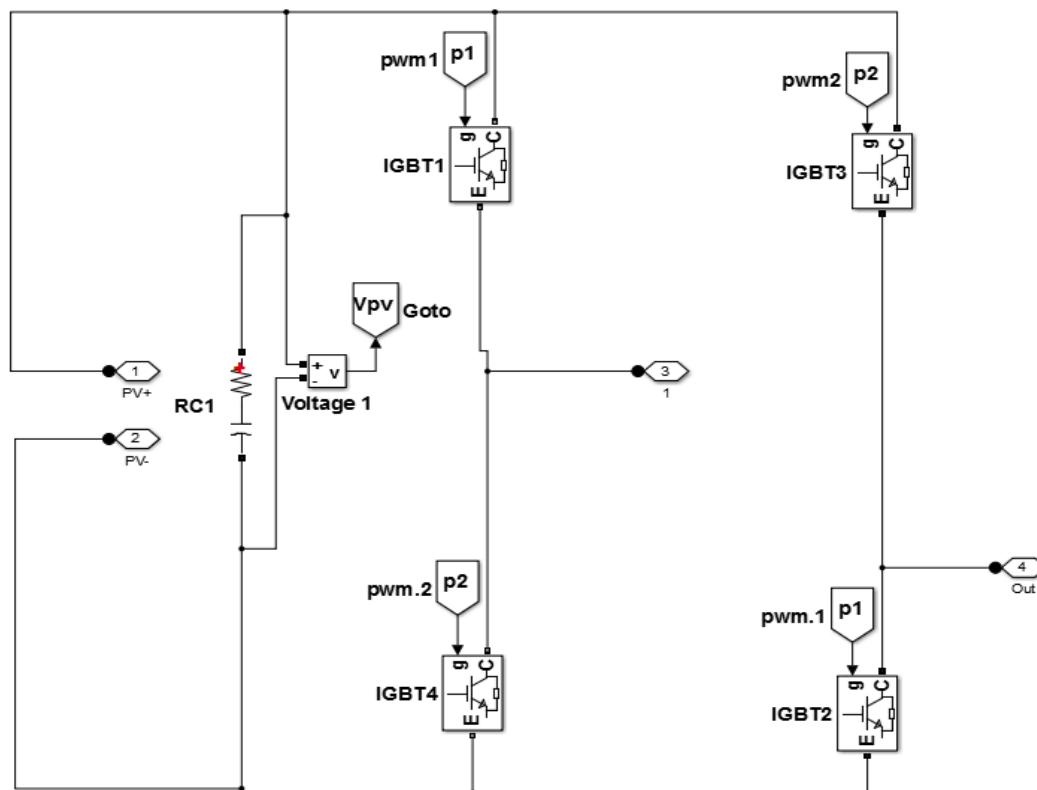 pwm1
p1
g
C
E
IGBT1
pwm2
p2
g
C
E
IGBT3
Vpv
Goto
+
-
v
Voltage 1
1
PV+
RC1
2
PV-
3
1
pwm.2
p2
g
C
E
IGBT4
4
Out
pwm.1
p1
g
C
E
IGBT2